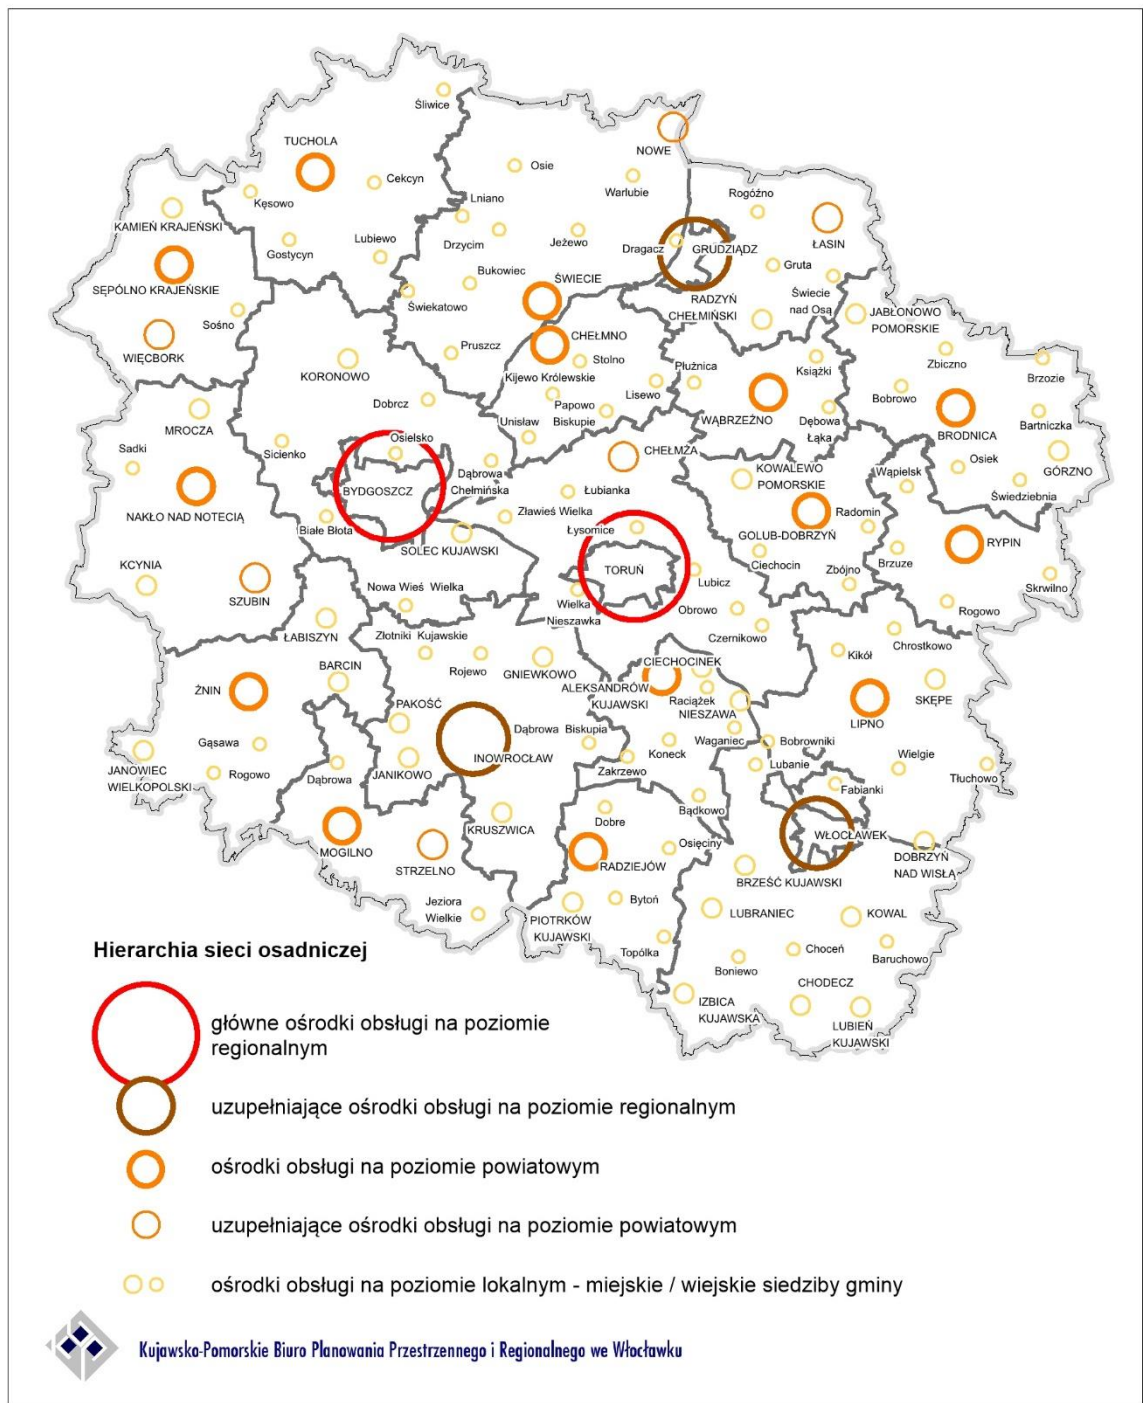 Śliwice
TUCHOLA
NOWE
Osie
Cekcyn
Warlubie
Rogóźno
Kęsowo
Lniano
KAMIEŃ KRAJEŃSKI
Gostycyn
Lubiewo
Drzycim
Jeżewo
Dragacz
GRUDZIĄDZ
ŁASIN
Gruta
Bukowiec
ŚWIECIE
SĘPÓLNO KRAJEŃSKIE
Świekatowo
RADZYŃ
CHEŁMIŃSKI
Świecie
nad Osą
JABŁONOWO
POMORSKIE
Sośno
WIĘCBORK
Pruszcz
CHEŁMNO
Stolno
KORONOWO
Kijewo Królewskie
Płużnica
Książki
Zbiczno
Brzozie
Lisewo
Bobrowo
Dobrcz
Papowo
Biskupie
WĄBRZEŹNO
Dębowa
Łąka
BRODNICA
Bartniczka
MROCZA
Unisław
Osielsko
Sadki
Sicienko
CHEŁMŻA
KOWALEWO
POMORSKIE
Wąpielsk
Osiek
GÓRZNO
Dąbrowa
Chełmińska
BYDGOSZCZ
Łubianka
Świedziebnia
NAKŁO NAD NOTECIĄ
Zławieś Wielka
Radomin
Białe Błota
Łysomice
SOLEC KUJAWSKI
GOLUB-DOBRZYŃ
RYPIN
KCYNIA
TORUŃ
Ciechocin
Brzuze
SZUBIN
Nowa Wieś Wielka
Lubicz
Zbójno
Skrwilno
Wielka
Nieszawka
Obrowo
Rogowo
ŁABISZYN
Złotniki Kujawskie
Czernikowo
Chrostkowo
Kikół
BARCIN
Rojewo
GNIEWKOWO
CIECHOCINEK
ALEKSANDRÓW
KUJAWSKI
Raciążek
NIESZAWA
SKĘPE
ŻNIN
PAKOŚĆ
LIPNO
Dąbrowa Biskupia
Waganiec
Gąsawa
Koneck
Bobrowniki
INOWROCŁAW
Wielgie
JANOWIEC
WIELKOPOLSKI
Rogowo
Dąbrowa
JANIKOWO
Zakrzewo
Lubanie
Tłuchowo
Fabianki
Bądkowo
Dobre
KRUSZWICA
WŁOCŁAWEK
MOGILNO
STRZELNO
RADZIEJÓW
Osięciny
DOBRZYŃ
NAD WISŁĄ
BRZEŚĆ KUJAWSKI
Jeziora
Wielkie
Bytoń
PIOTRKÓW
KUJAWSKI
LUBRANIEC
KOWAL
Topólka
Choceń
Baruchowo
Boniewo
CHODECZ
IZBICA
KUJAWSKA
LUBIEŃ
KUJAWSKI
Hierarchia sieci osadniczej
główne ośrodki obsługi na poziomie
regionalnym
uzupełniające ośrodki obsługi na poziomie regionalnym
ośrodki obsługi na poziomie powiatowym
uzupełniające ośrodki obsługi na poziomie powiatowym
ośrodki obsługi na poziomie lokalnym - miejskie / wiejskie siedziby gminy
Kujawsko-Pomorskie Biuro Planowania Przestrzennego i Regionalnego we Włocławku